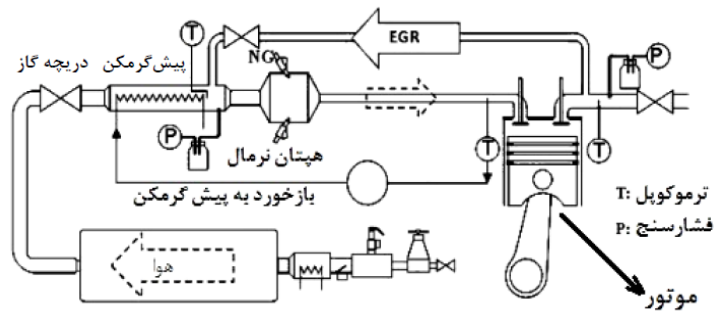 EGR
T
P
دریچه گاز
پیش‌گرمکن
NG
P
هپتان نرمال
T
T
بازخورد به پیش گرمکن
T: ترموکوپل
P: فشارسنج
هوا
موتور